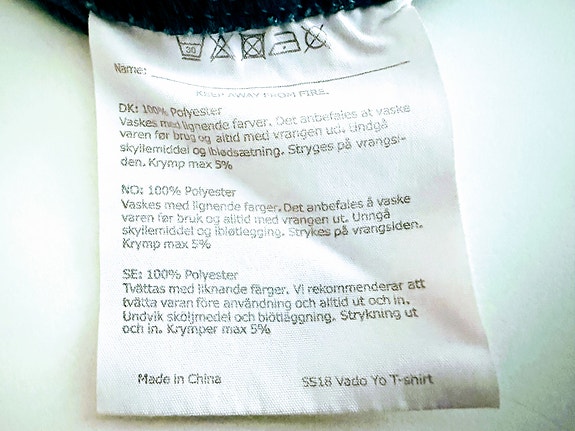 30
Name:
KEEP AWAY FROM FIRE.
DK: 100% Polyester
Vaskes med lignende farver. Det anbefales at vaske
varen før brug og altid med vrangen ud. Undgå
skyllemiddel og iblødsætning. Stryges på vrangsi-
den. Krymp max 5%
NO: 100% Polyester
Vaskes med lignende farger. Det anbefales å vaske
varen før bruk og alltid med vrangen ut. Unngå
skyllemiddel og ibløtlegging. Strykes på vrangsiden.
Krymp max 5%
SE: 100% Polyester
Tvättas med liknande färger. Vi rekommenderar att
tvätta varan före användning och alltid ut och in.
Undvik sköljmedel och blötläggning. Strykning ut
och in. Krymper max 5%
Made in China SS18 Vado Yo T-shirt